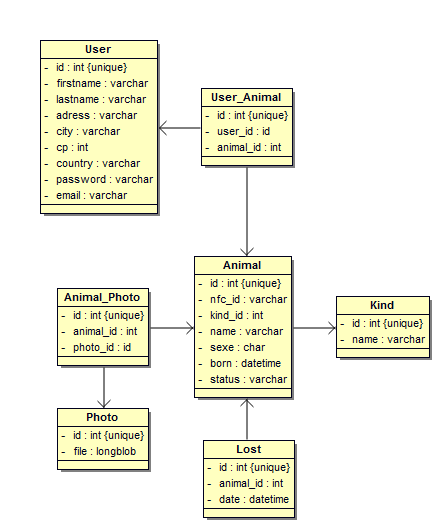 User
- id : int {unique}
- firstname : varchar
- lastname : varchar
- adress : varchar
- city : varchar
- cp : int
- country : varchar
- password : varchar
- email : varchar
User_Animal
- id : int {unique}
- user_id : id
- animal_id : int
Animal
- id : int {unique}
- nfc_id : varchar
- kind_id : int
- name : varchar
- sexe : char
- born : datetime
- status : varchar
Animal_Photo
- id : int {unique}
- animal_id : int
- photo_id : id
Kind
- id : int {unique}
- name : varchar
Photo
- id : int {unique}
- file : longblob
Lost
- id : int {unique}
- animal_id : int
- date : datetime